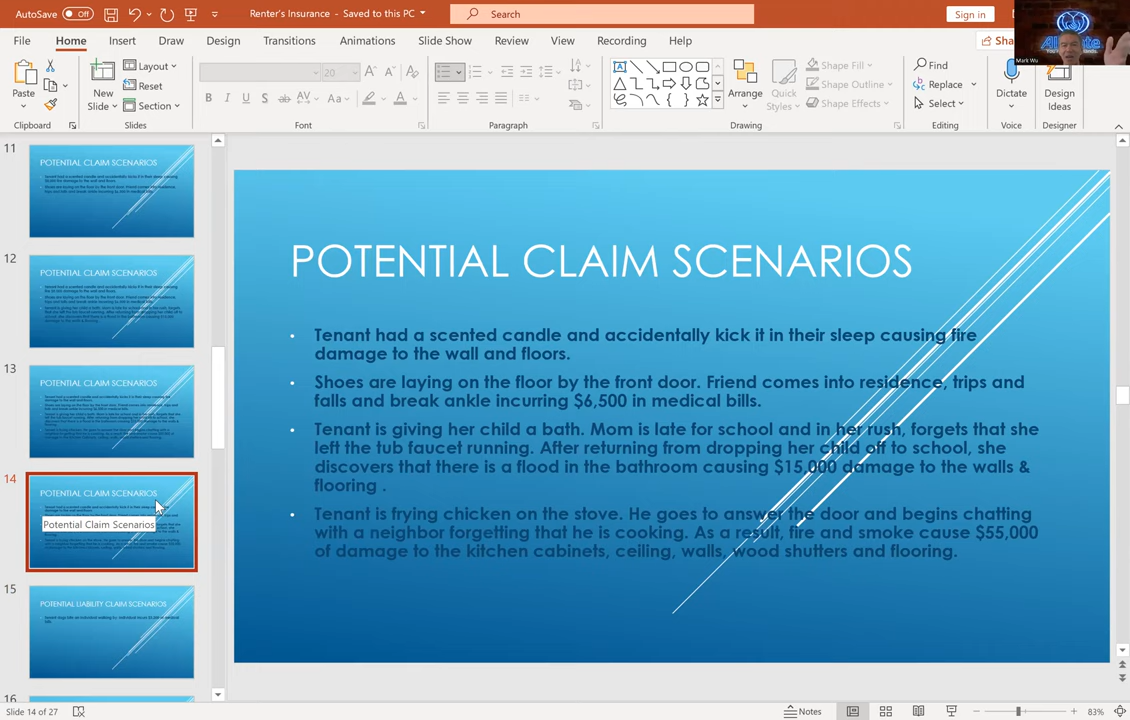 AutoSave Off Renter's Insurance - Saved to this PC Search Sign in
File Home Insert Draw Design Transitions Animations Slide Show Review View Recording Help
Mark Wu
Paste
Clipboard
New
Slide
Layout
Reset
Section
Slides
20
B I U S ab AV Aa A
Font
Paragraph
Arrange
Quick
Styles
Shape Fill
Shape Outline
Shape Effects
Drawing
Find
Replace
Select
Editing
Dictate
Voice
Design
Ideas
Designer
11
POTENTIAL CLAIM SCENARIOS
12
POTENTIAL CLAIM SCENARIOS
13
POTENTIAL CLAIM SCENARIOS
14
POTENTIAL CLAIM SCENARIOS
Potential Claim Scenarios
15
POTENTIAL LIABILITY CLAIM SCENARIOS
16
POTENTIAL CLAIM SCENARIOS
• Tenant had a scented candle and accidentally kick it in their sleep causing fire
damage to the wall and floors.
• Shoes are laying on the floor by the front door. Friend comes into residence, trips and
falls and break ankle incurring $6,500 in medical bills.
• Tenant is giving her child a bath. Mom is late for school and in her rush, forgets that she
left the tub faucet running. After returning from dropping her child off to school, she
discovers that there is a flood in the bathroom causing $15,000 damage to the walls &
flooring .
• Tenant is frying chicken on the stove. He goes to answer the door and begins chatting
with a neighbor forgetting that he is cooking. As a result, fire and smoke cause $55,000
of damage to the kitchen cabinets, ceiling, walls, wood shutters and flooring.
Slide 14 of 27 Notes 83%